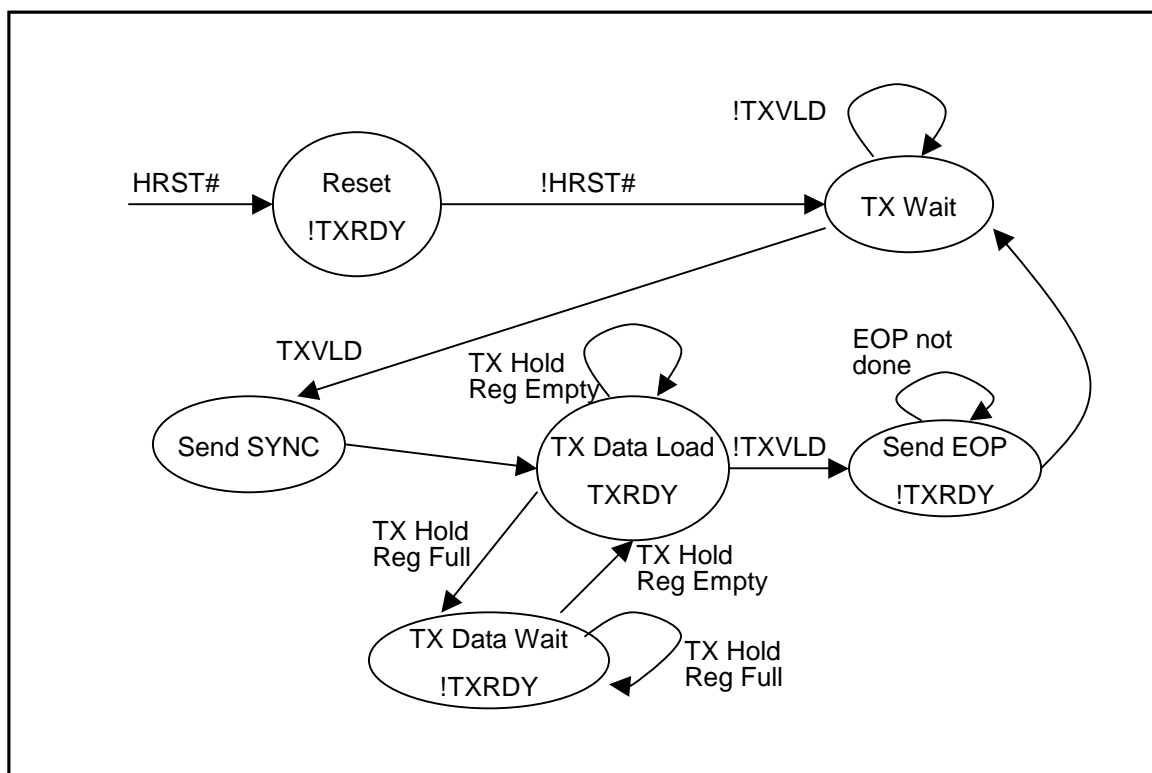 !TXVLD
HRST#
Reset
!TXRDY
!HRST#
TX Wait
TXVLD
TX Hold
Reg Empty
EOP not
done
Send SYNC
TX Data Load
TXRDY
!TXVLD
Send EOP
!TXRDY
TX Hold
Reg Full
TX Hold
Reg Empty
TX Data Wait
!TXRDY
TX Hold
Reg Full